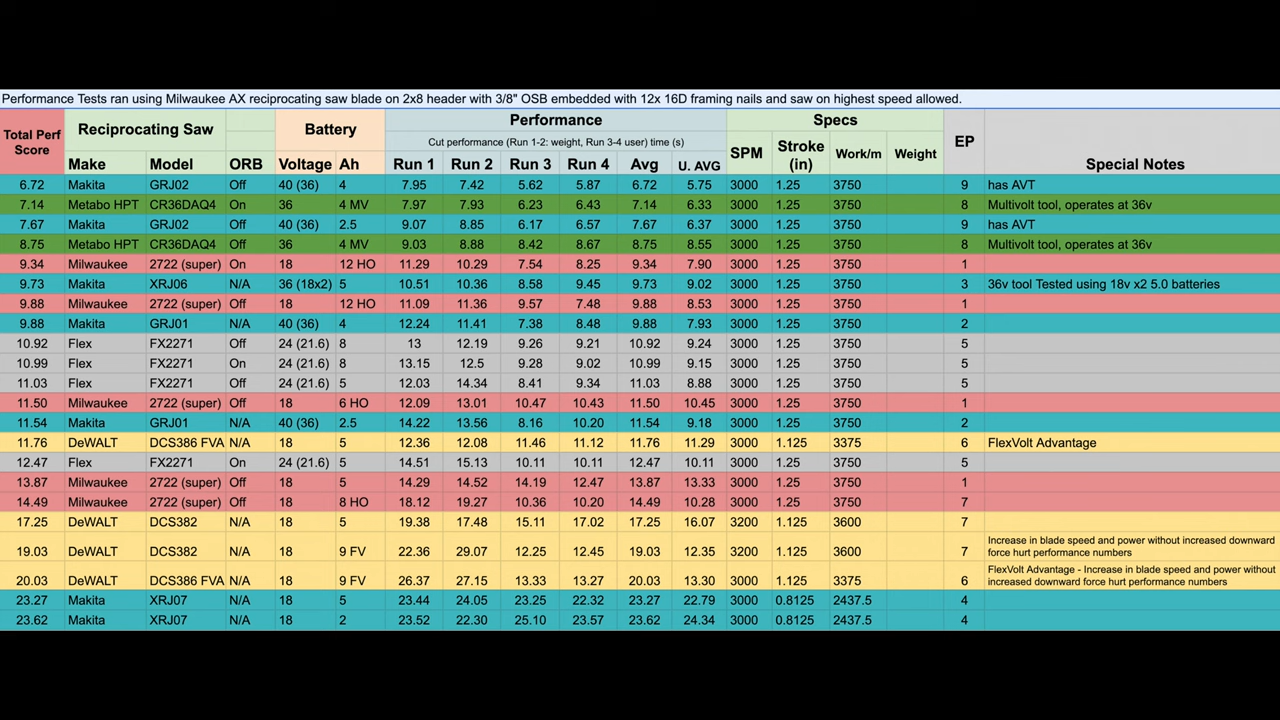 Performance Tests ran using Milwaukee AX reciprocating saw blade on 2x8 header with 3/8" OSB embedded with 12x 16D framing nails and saw on highest speed allowed.
Total Perf Score Reciprocating Saw Battery Performance Specs EP Special Notes
Cut performance (Run 1-2: weight, Run 3-4 user) time (s)
Make Model ORB Voltage Ah Run 1 Run 2 Run 3 Run 4 Avg U. AVG SPM Stroke (in) Work/m Weight
6.72 Makita GRJ02 Off 40 (36) 4 7.95 7.42 5.62 5.87 6.72 5.75 3000 1.25 3750 9 has AVT
7.14 Metabo HPT CR36DAQ4 On 36 4 MV 7.97 7.93 6.23 6.43 7.14 6.33 3000 1.25 3750 8 Multivolt tool, operates at 36v
7.67 Makita GRJ02 Off 40 (36) 2.5 9.07 8.85 6.17 6.57 7.67 6.37 3000 1.25 3750 9 has AVT
8.75 Metabo HPT CR36DAQ4 Off 36 4 MV 9.03 8.88 8.42 8.67 8.75 8.55 3000 1.25 3750 8 Multivolt tool, operates at 36v
9.34 Milwaukee 2722 (super) On 18 12 HO 11.29 10.29 7.54 8.25 9.34 7.90 3000 1.25 3750 1
9.73 Makita XRJ06 N/A 36 (18x2) 5 10.51 10.36 8.58 9.45 9.73 9.02 3000 1.25 3750 3 36v tool Tested using 18v x2 5.0 batteries
9.88 Milwaukee 2722 (super) Off 18 12 HO 11.09 11.36 9.57 7.48 9.88 8.53 3000 1.25 3750 1
9.88 Makita GRJ01 N/A 40 (36) 4 12.24 11.41 7.38 8.48 9.88 7.93 3000 1.25 3750 2
10.92 Flex FX2271 Off 24 (21.6) 8 13 12.19 9.26 9.21 10.92 9.24 3000 1.25 3750 5
10.99 Flex FX2271 On 24 (21.6) 8 13.15 12.5 9.28 9.02 10.99 9.15 3000 1.25 3750 5
11.03 Flex FX2271 Off 24 (21.6) 5 12.03 14.34 8.41 9.34 11.03 8.88 3000 1.25 3750 5
11.50 Milwaukee 2722 (super) Off 18 6 HO 12.09 13.01 10.47 10.43 11.50 10.45 3000 1.25 3750 1
11.54 Makita GRJ01 N/A 40 (36) 2.5 14.22 13.56 8.16 10.20 11.54 9.18 3000 1.25 3750 2
11.76 DeWALT DCS386 FVA N/A 18 5 12.36 12.08 11.46 11.12 11.76 11.29 3000 1.125 3375 6 FlexVolt Advantage
12.47 Flex FX2271 On 24 (21.6) 5 14.51 15.13 10.11 10.11 12.47 10.11 3000 1.25 3750 5
13.87 Milwaukee 2722 (super) Off 18 5 14.29 14.52 14.19 12.47 13.87 13.33 3000 1.25 3750 1
14.49 Milwaukee 2722 (super) Off 18 8 HO 18.12 19.27 10.36 10.20 14.49 10.28 3000 1.25 3750 7
17.25 DeWALT DCS382 N/A 18 5 19.38 17.48 15.11 17.02 17.25 16.07 3200 1.125 3600 7
19.03 DeWALT DCS382 N/A 18 9 FV 22.36 29.07 12.25 12.45 19.03 12.35 3200 1.125 3600 7 Increase in blade speed and power without increased downward force hurt performance numbers
20.03 DeWALT DCS386 FVA N/A 18 9 FV 26.37 27.15 13.33 13.27 20.03 13.30 3000 1.125 3375 6 FlexVolt Advantage - Increase in blade speed and power without increased downward force hurt performance numbers
23.27 Makita XRJ07 N/A 18 5 23.44 24.05 23.25 22.32 23.27 22.79 3000 0.8125 2437.5 4
23.62 Makita XRJ07 N/A 18 2 23.52 22.30 25.10 23.57 23.62 24.34 3000 0.8125 2437.5 4